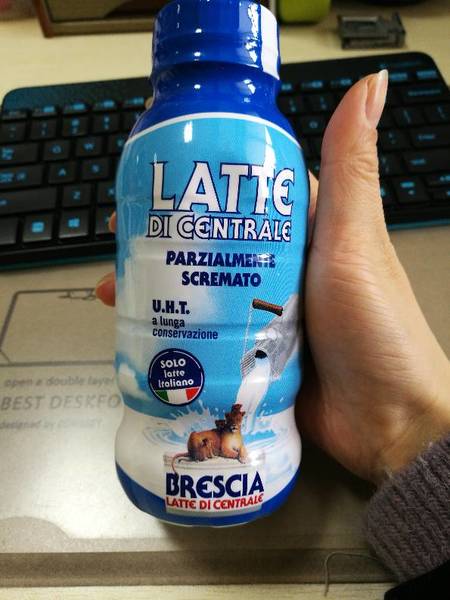 LATTE
DI CENTRALE
PARZIALMENTE
SCREMATO
U.H.T.
a lunga
conservazione
SOLO
latte
Italiano
BRESCIA
LATTE DI CENTRALE
open a double layer
BEST DESKFO
designed by